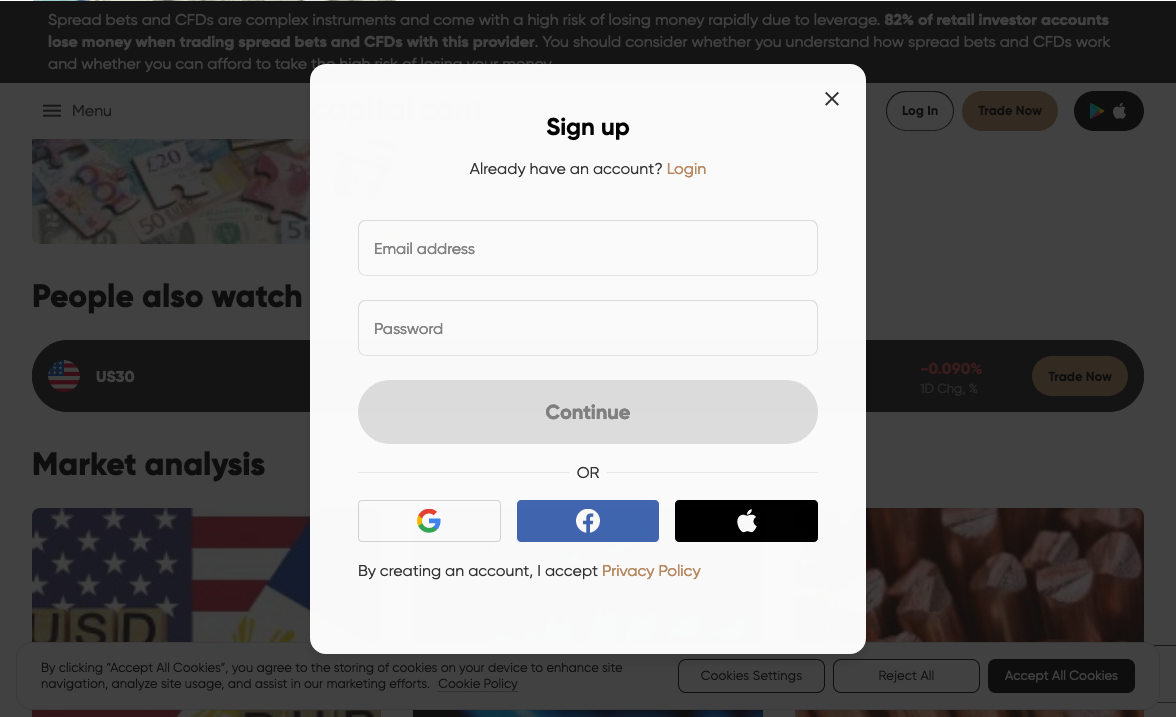 Spread bets and CFDs are complex instruments and come with a high risk of losing money rapidly due to leverage. 82% of retail investor accounts
lose money when trading spread bets and CFDs with this provider. You should consider whether you understand how spread bets and CFDs work
and whether you can afford to take the high risk of losing your money.
Menu
Log In
Trade Now
Sign up
Already have an account? Login
£20
50
5
Email address
People also watch
Password
US30
-0.090%
1D Chg, %
Trade Now
Continue
Market analysis
OR
By creating an account, I accept Privacy Policy
USD
By clicking “Accept All Cookies”, you agree to the storing of cookies on your device to enhance site
navigation, analyze site usage, and assist in our marketing efforts. Cookie Policy
Cookies Settings
Reject All
Accept All Cookies